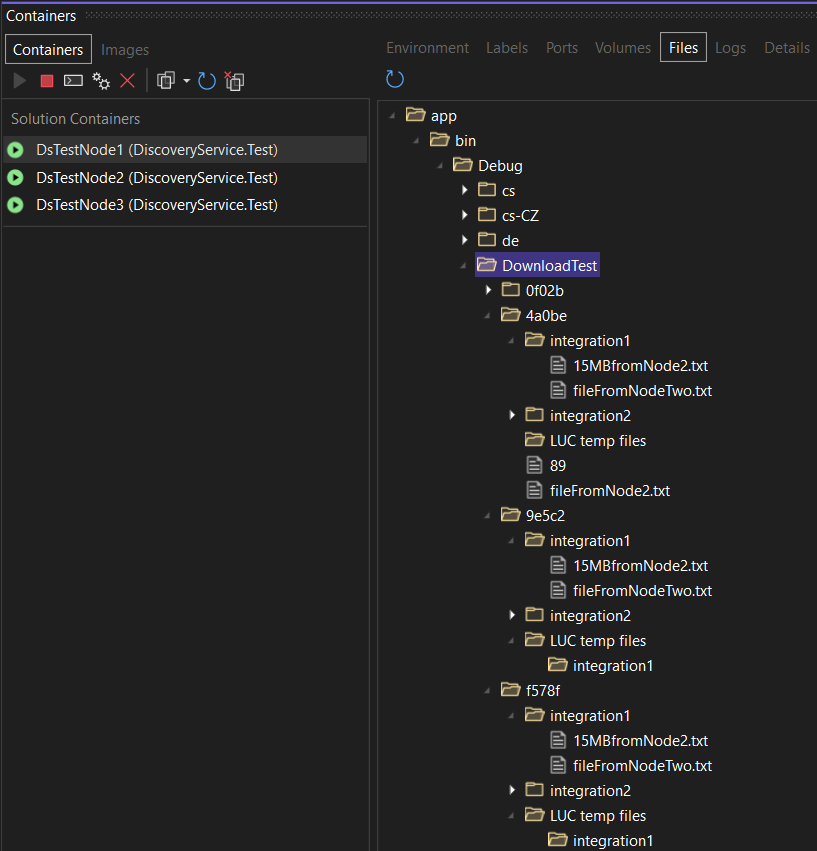 Containers
Containers Images
Solution Containers
DsTestNode1 (DiscoveryService.Test)
DsTestNode2 (DiscoveryService.Test)
DsTestNode3 (DiscoveryService.Test)
Environment Labels Ports Volumes Files Logs Details
app
bin
Debug
cs
cs-CZ
de
DownloadTest
0f02b
4a0be
integration1
15MBfromNode2.txt
fileFromNodeTwo.txt
integration2
LUC temp files
89
fileFromNode2.txt
9e5c2
integration1
15MBfromNode2.txt
fileFromNodeTwo.txt
integration2
LUC temp files
integration1
f578f
integration1
15MBfromNode2.txt
fileFromNodeTwo.txt
integration2
LUC temp files
integration1